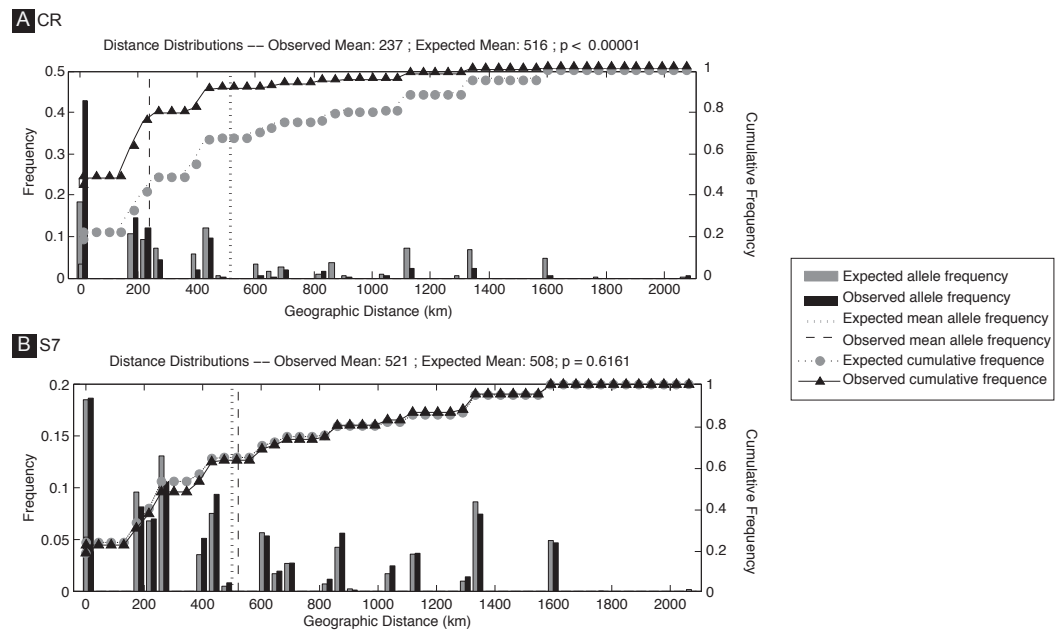 A CR
Distance Distributions −− Observed Mean: 237 ; Expected Mean: 516 ; p < 0.00001
0.5
0.4
0.3
0.2
0.1
0
1
0.8
0.6
0.4
0.2
0
Frequency
Cumulative Frequency
0 200 400 600 800 1000 1200 1400 1600 1800 2000
Geographic Distance (km)
Expected allele frequency
Observed allele frequency
Expected mean allele frequency
Observed mean allele frequency
Expected cumulative frequence
Observed cumulative frequence
B S7
Distance Distributions −− Observed Mean: 521 ; Expected Mean: 508; p = 0.6161
0.2
0.15
0.1
0.05
0
1
0.8
0.6
0.4
0.2
0
Frequency
Cumulative Frequency
0 200 400 600 800 1000 1200 1400 1600 1800 2000
Geographic Distance (km)